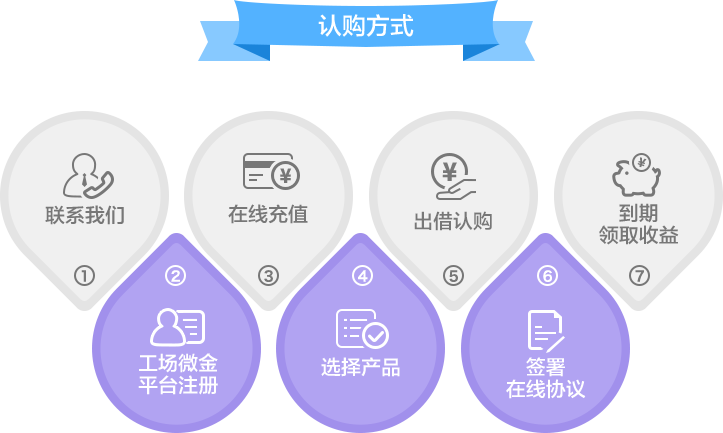 认购方式
联系我们
①
②
工场微金
平台注册
在线充值
③
④
选择产品
出借认购
⑤
⑥
签署
在线协议
到期
领取收益
⑦